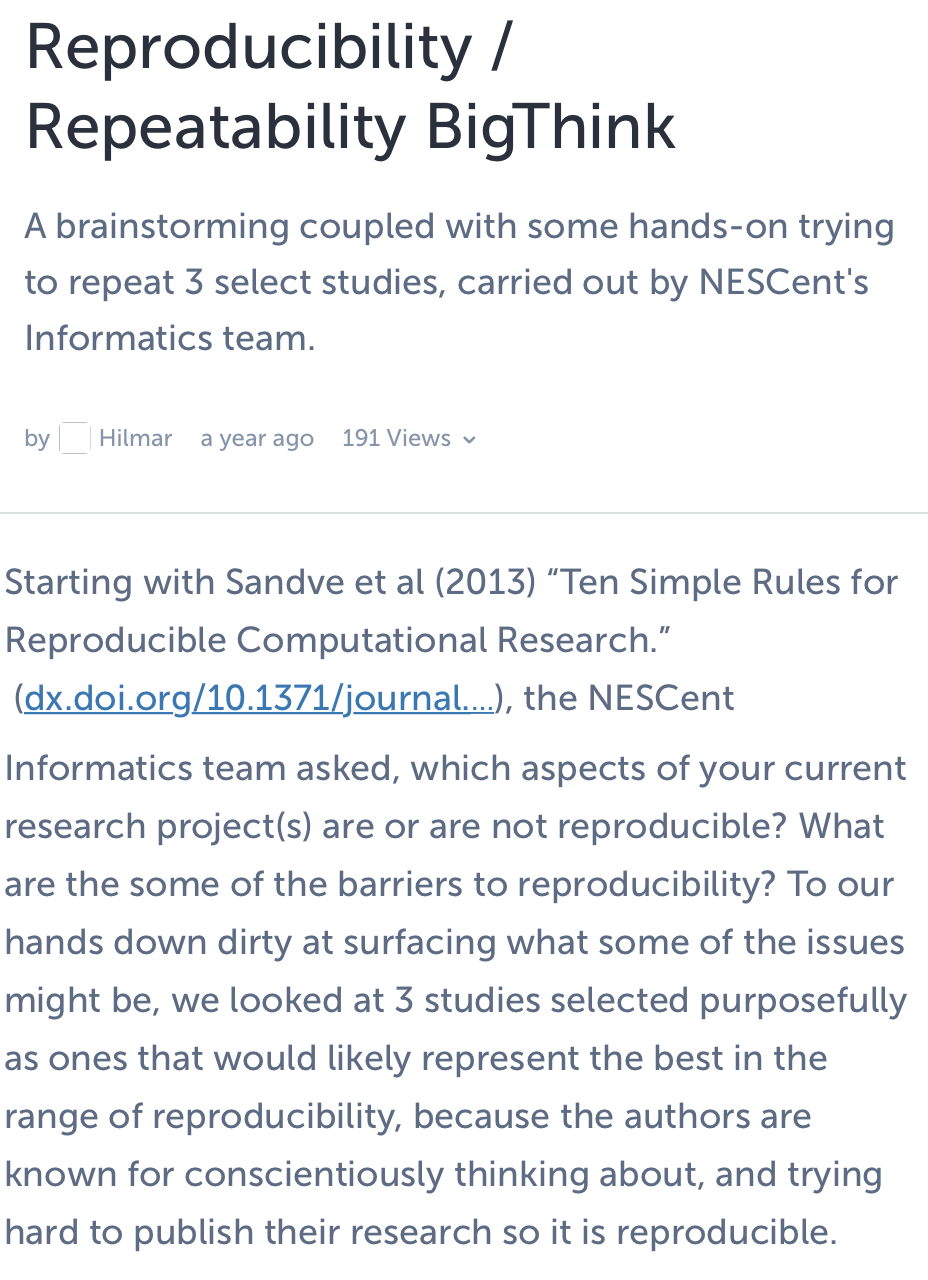 Reproducibility /
Repeatability BigThink
A brainstorming coupled with some hands-on trying
to repeat 3 select studies, carried out by NESCent's
Informatics team.
by Hilmar a year ago 191 Views
Starting with Sandve et al (2013) “Ten Simple Rules for
Reproducible Computational Research.”
(dx.doi.org/10.1371/journal....), the NESCent
Informatics team asked, which aspects of your current
research project(s) are or are not reproducible? What
are the some of the barriers to reproducibility? To our
hands down dirty at surfacing what some of the issues
might be, we looked at 3 studies selected purposefully
as ones that would likely represent the best in the
range of reproducibility, because the authors are
known for conscientiously thinking about, and trying
hard to publish their research so it is reproducible.